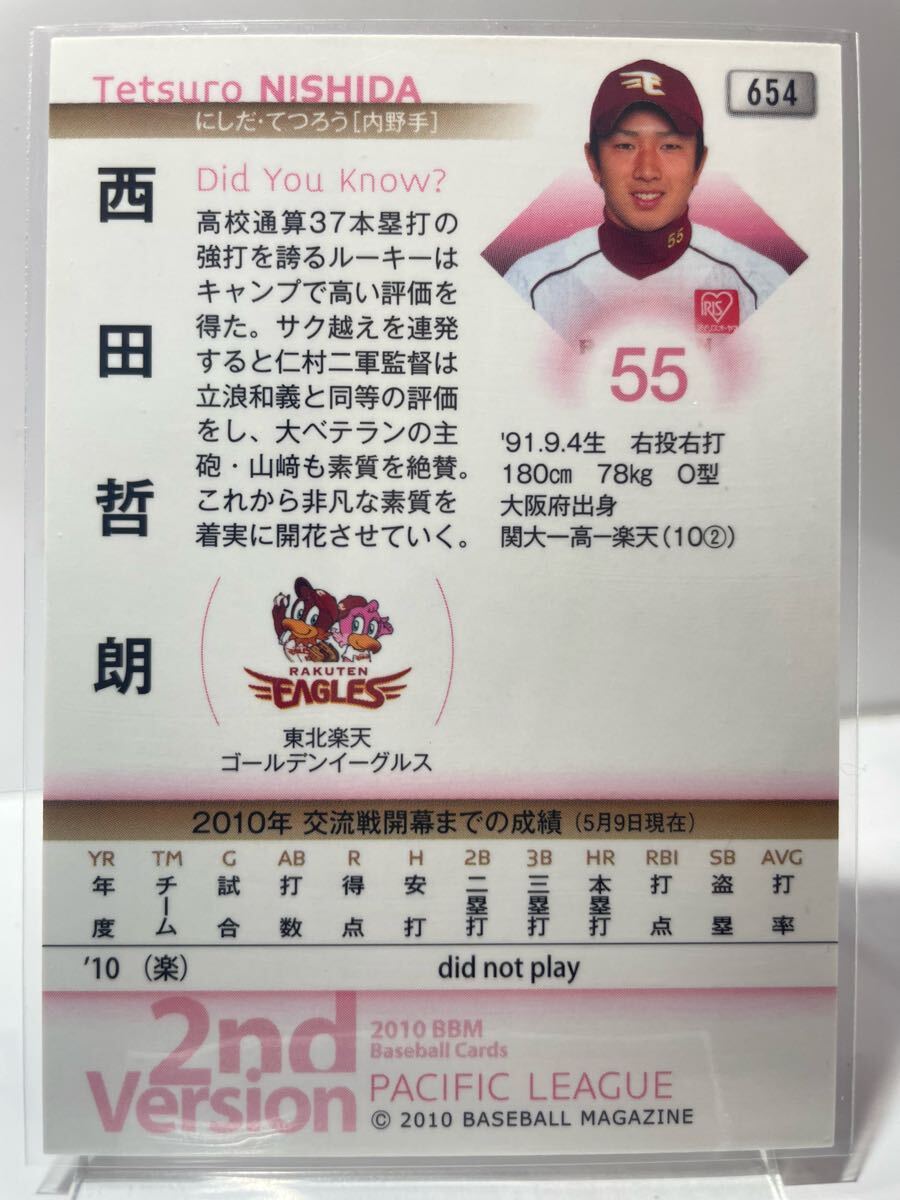 Tetsuro NISHIDA
にしだ・てつろう[内野手]
654
西田哲朗
Did You Know?
高校通算37本塁打の
強打を誇るルーキーは
キャンプで高い評価を
得た。サク越えを連発
すると仁村二軍監督は
立浪和義と同等の評価
をし、大ベテランの主
砲・山﨑も素質を絶賛。
これから非凡な素質を
着実に開花させていく。
E
55
IRIS
アイリスオーヤマ
55
'91.9.4生 右投右打
180㎝ 78㎏ O型
大阪府出身
関大一高ー楽天(10②)
RAKUTEN
EAGLES
東北楽天
ゴールデンイーグルス
2010年 交流戦開幕までの成績(5月9日現在)
YR TM G AB R H 2B 3B HR RBI SB AVG
年度 チーム 試合 打数 得点 安打 二塁打 三塁打 本塁打 打点 盗塁 打率
'10 (楽) did not play
2nd
Version
2010 BBM
Baseball Cards
PACIFIC LEAGUE
© 2010 BASEBALL MAGAZINE